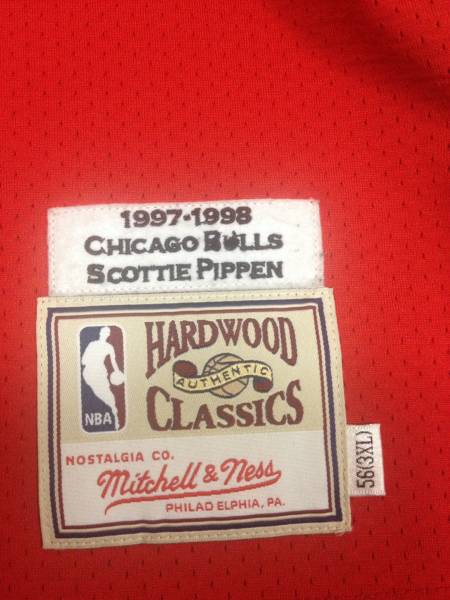 1997-1998
CHICAGO BULLS
SCOTTIE PIPPEN
HARDWOOD
AUTHENTIC
CLASSICS
NBA
NOSTALGIA CO.
Mitchell & Ness
PHILADELPHIA, PA.
56(3XL)